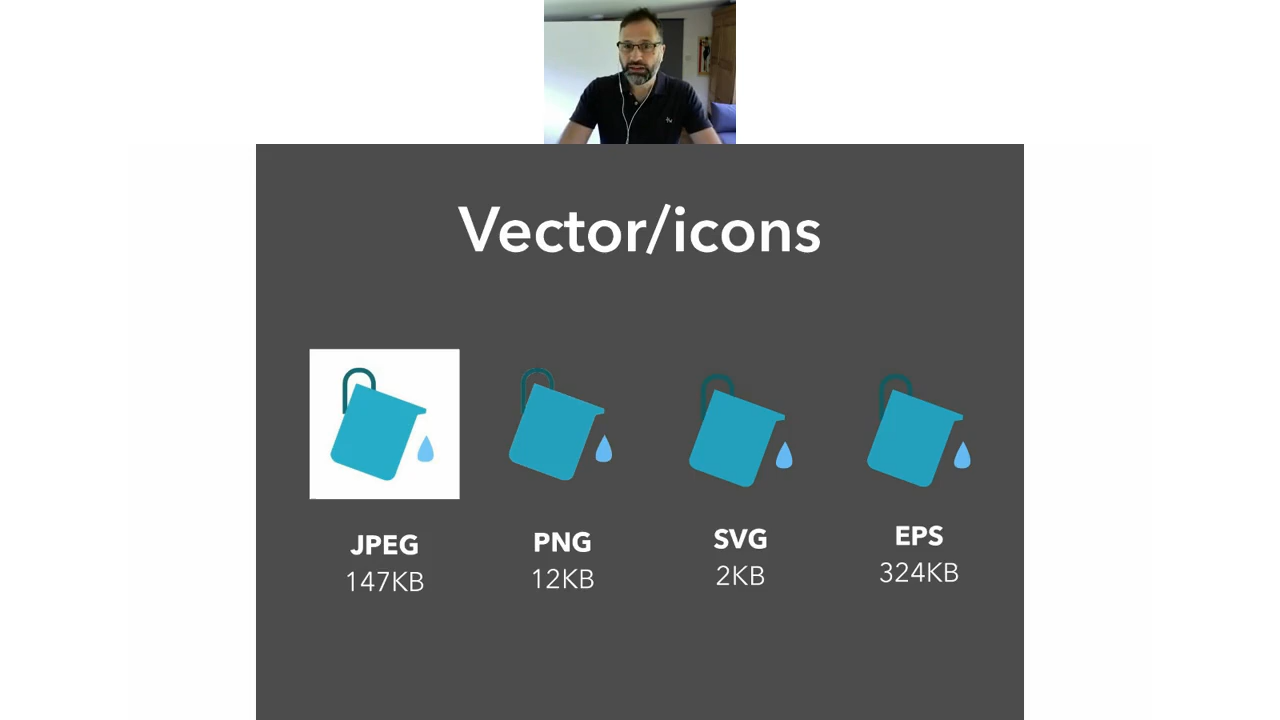 Vector/icons
JPEG
147KB
PNG
12KB
SVG
2KB
EPS
324KB